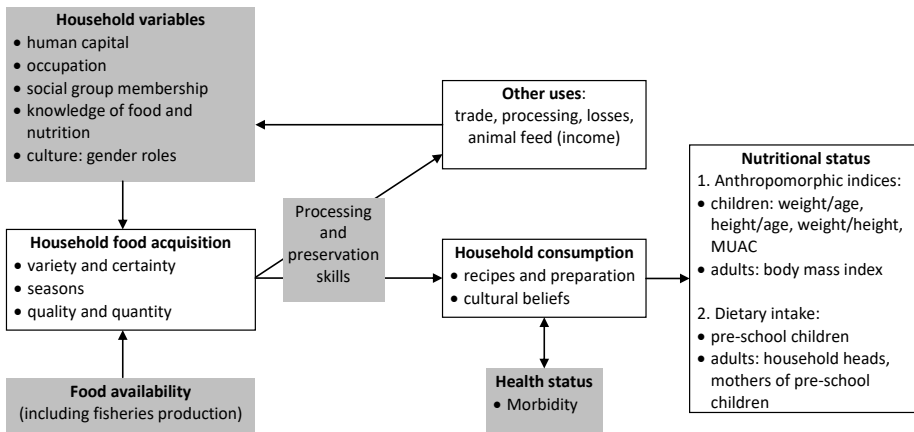 Household variables
• human capital
• occupation
• social group membership
• knowledge of food and
nutrition
• culture: gender roles
Other uses:
trade, processing, losses,
animal feed (income)
Processing
and
preservation
skills
Household food acquisition
• variety and certainty
• seasons
• quality and quantity
Household consumption
• recipes and preparation
• cultural beliefs
Nutritional status
1. Anthropomorphic indices:
• children: weight/age,
height/age, weight/height,
MUAC
• adults: body mass index
2. Dietary intake:
• pre-school children
• adults: household heads,
mothers of pre-school
children
Food availability
(including fisheries production)
Health status
• Morbidity